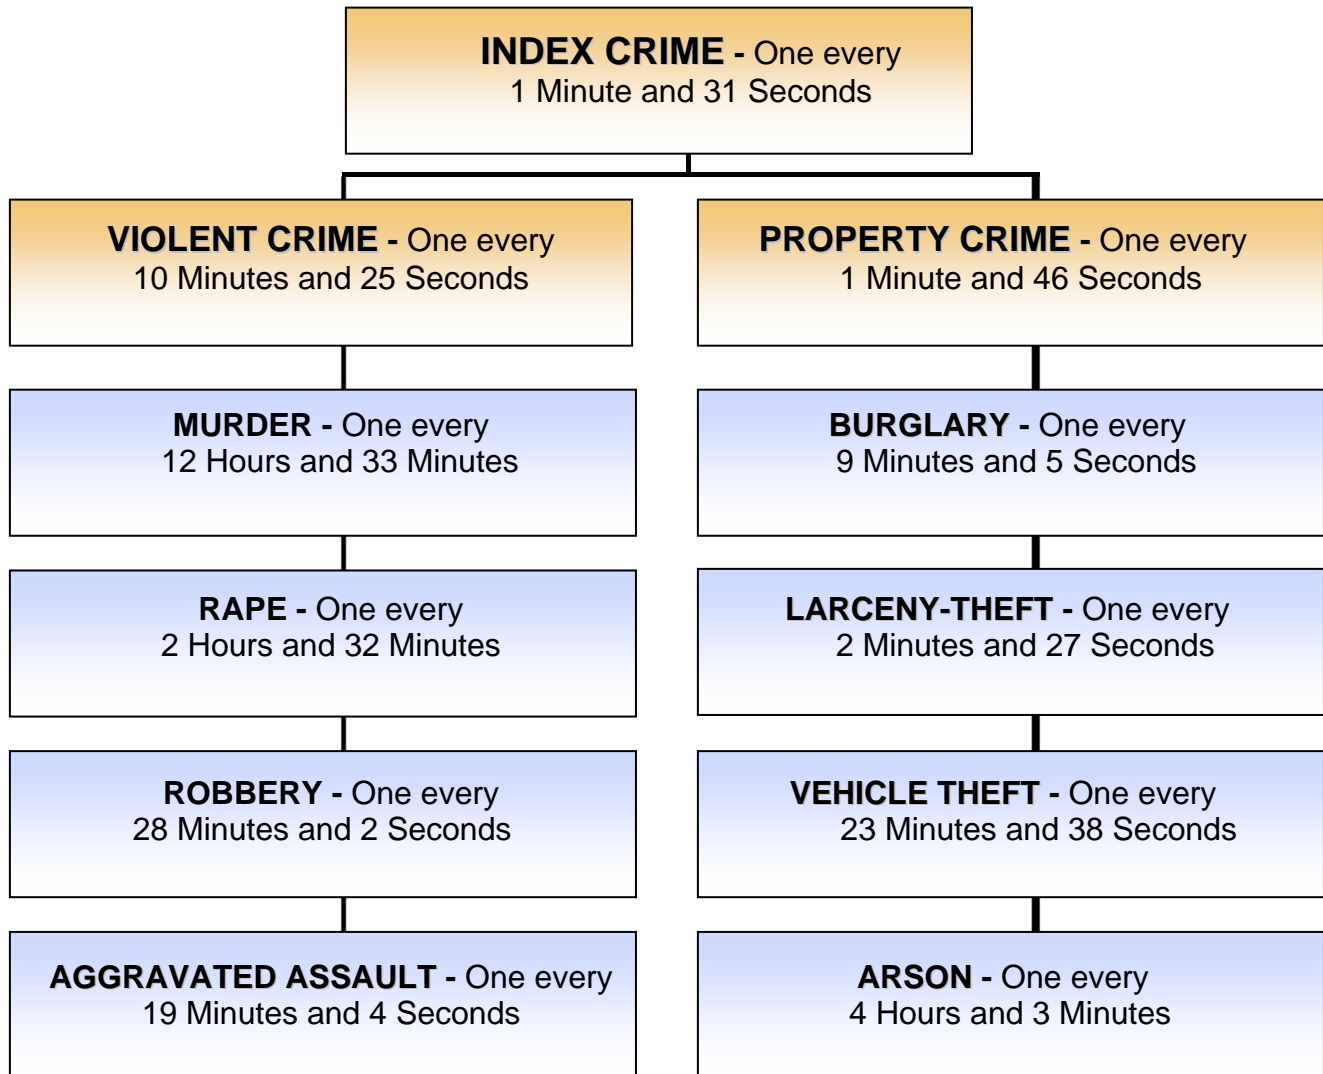 INDEX CRIME - One every
1 Minute and 31 Seconds
VIOLENT CRIME - One every
10 Minutes and 25 Seconds
PROPERTY CRIME - One every
1 Minute and 46 Seconds
MURDER - One every
12 Hours and 33 Minutes
BURGLARY - One every
9 Minutes and 5 Seconds
RAPE - One every
2 Hours and 32 Minutes
LARCENY-THEFT - One every
2 Minutes and 27 Seconds
ROBBERY - One every
28 Minutes and 2 Seconds
VEHICLE THEFT - One every
23 Minutes and 38 Seconds
AGGRAVATED ASSAULT - One every
19 Minutes and 4 Seconds
ARSON - One every
4 Hours and 3 Minutes